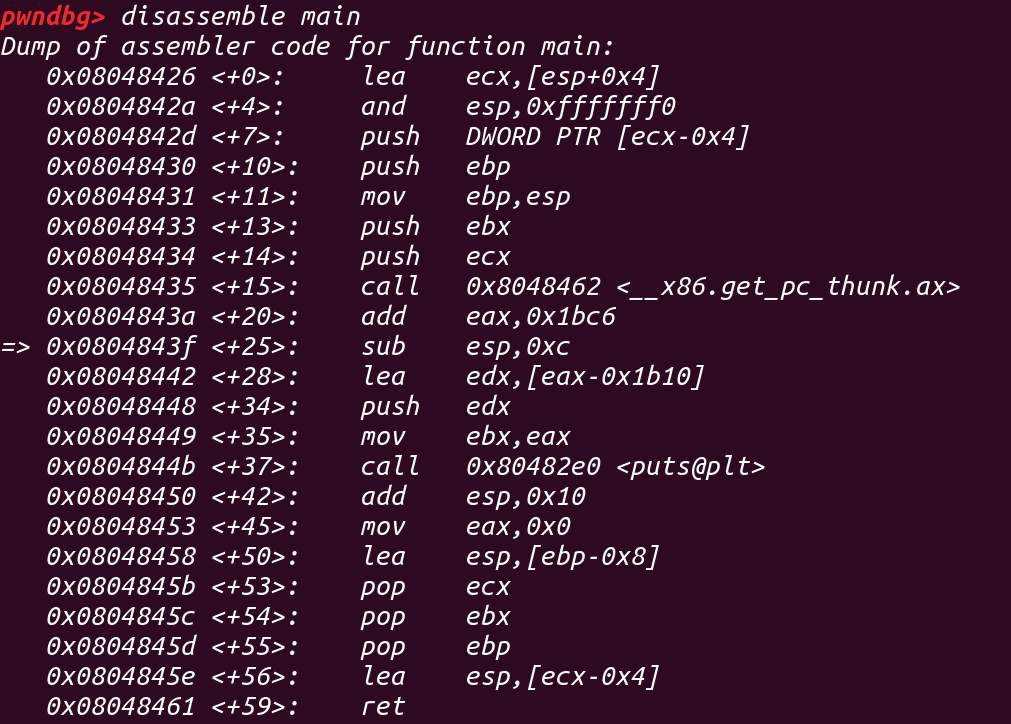 pwndbg> disassemble main
Dump of assembler code for function main:
   0x08048426 <+0>:     lea    ecx,[esp+0x4]
   0x0804842a <+4>:     and    esp,0xfffffff0
   0x0804842d <+7>:     push   DWORD PTR [ecx-0x4]
   0x08048430 <+10>:    push   ebp
   0x08048431 <+11>:    mov    ebp,esp
   0x08048433 <+13>:    push   ebx
   0x08048434 <+14>:    push   ecx
   0x08048435 <+15>:    call   0x8048462 <__x86.get_pc_thunk.ax>
   0x0804843a <+20>:    add    eax,0x1bc6
=> 0x0804843f <+25>:    sub    esp,0xc
   0x08048442 <+28>:    lea    edx,[eax-0x1b10]
   0x08048448 <+34>:    push   edx
   0x08048449 <+35>:    mov    ebx,eax
   0x0804844b <+37>:    call   0x80482e0 <puts@plt>
   0x08048450 <+42>:    add    esp,0x10
   0x08048453 <+45>:    mov    eax,0x0
   0x08048458 <+50>:    lea    esp,[ebp-0x8]
   0x0804845b <+53>:    pop    ecx
   0x0804845c <+54>:    pop    ebx
   0x0804845d <+55>:    pop    ebp
   0x0804845e <+56>:    lea    esp,[ecx-0x4]
   0x08048461 <+59>:    ret